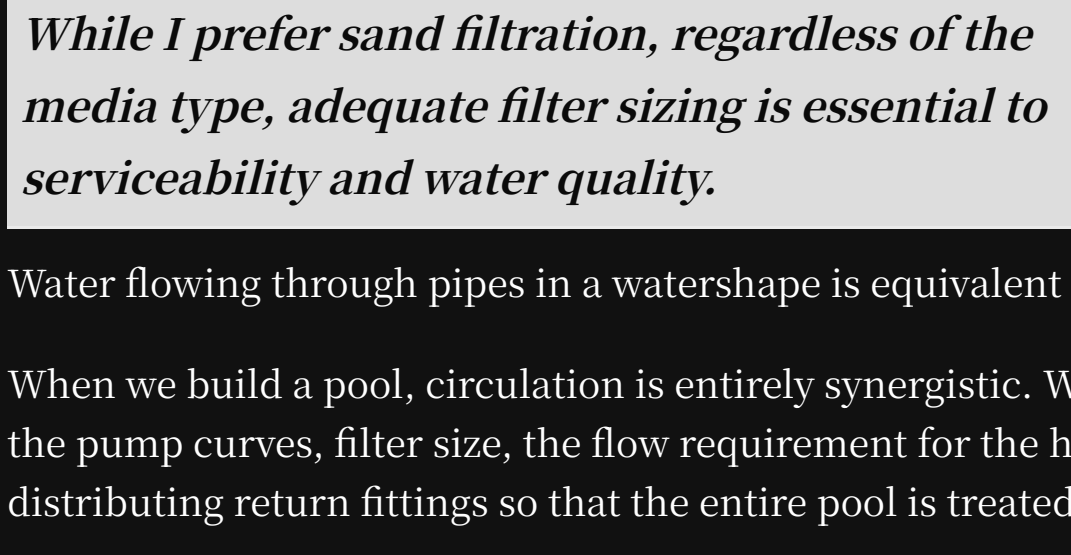 While I prefer sand filtration, regardless of the
media type, adequate filter sizing is essential to
serviceability and water quality.
Water flowing through pipes in a watershape is equivalent
When we build a pool, circulation is entirely synergistic. W
the pump curves, filter size, the flow requirement for the h
distributing return fittings so that the entire pool is treated